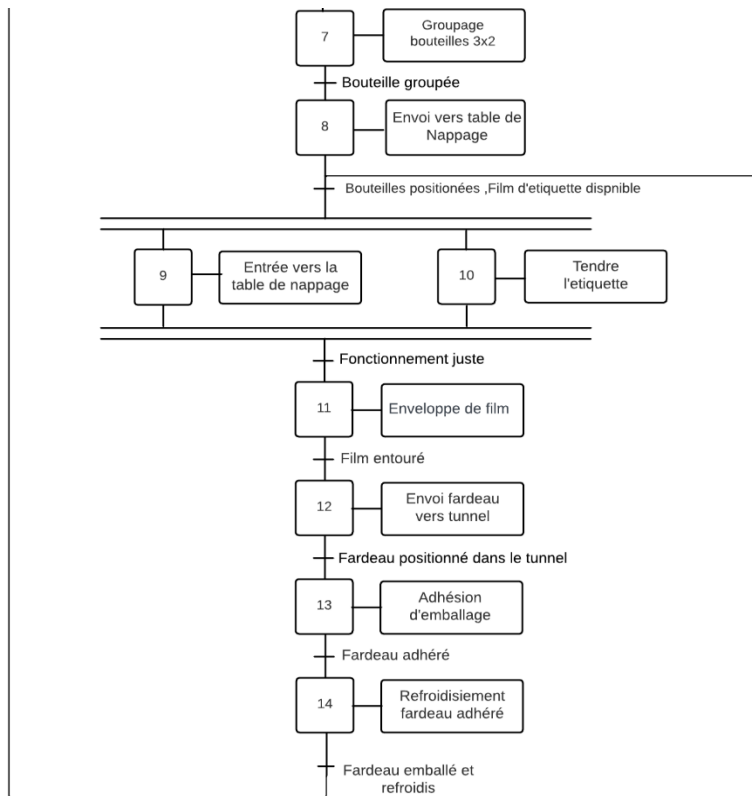 7
Groupage
bouteilles 3x2
Bouteille groupée
8
Envoi vers table de
Nappage
Bouteilles positionées ,Film d'etiquette dispnible
9
Entrée vers la
table de nappage
10
Tendre
l'etiquette
Fonctionnement juste
11
Enveloppe de film
Film entouré
12
Envoi fardeau
vers tunnel
Fardeau positionné dans le tunnel
13
Adhésion
d'emballage
Fardeau adhéré
14
Refroidisiement
fardeau adhéré
Fardeau emballé et
refroidis